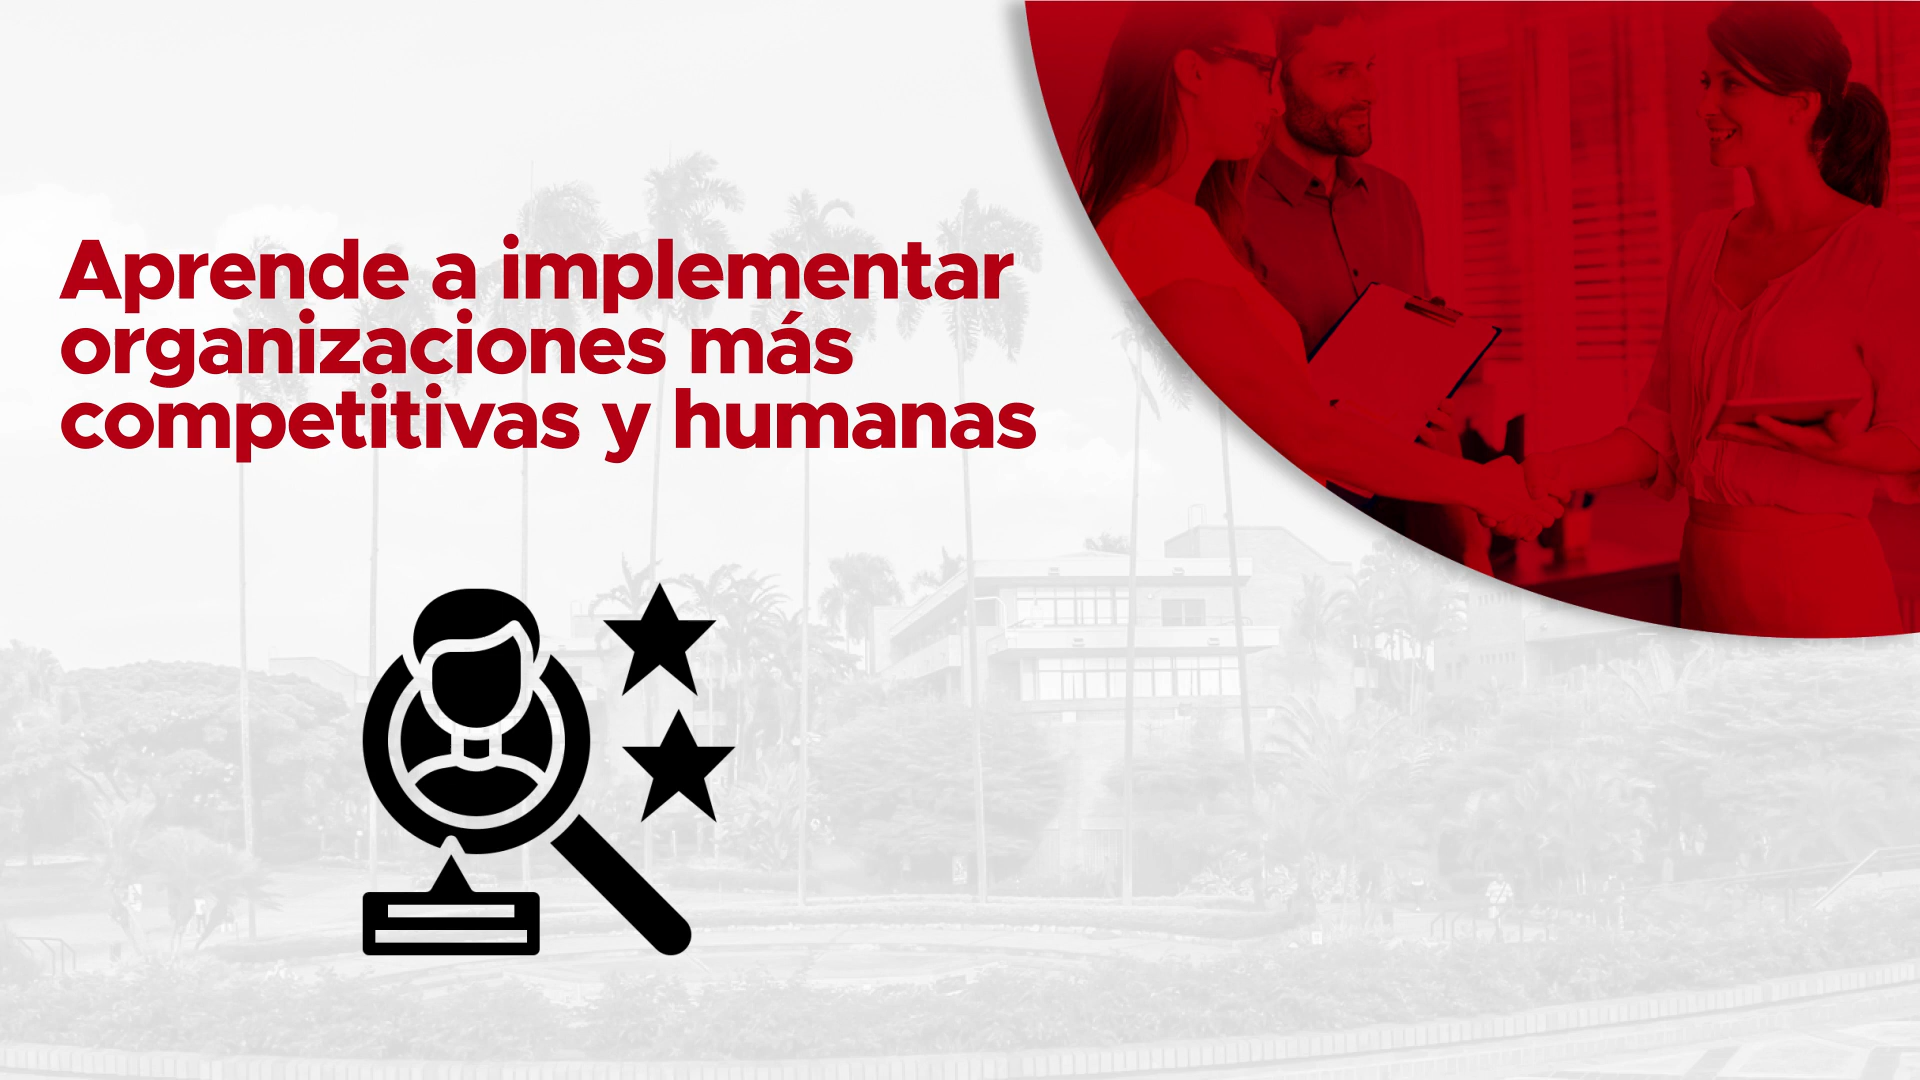 Aprende a implementar
organizaciones más
competitivas y humanas